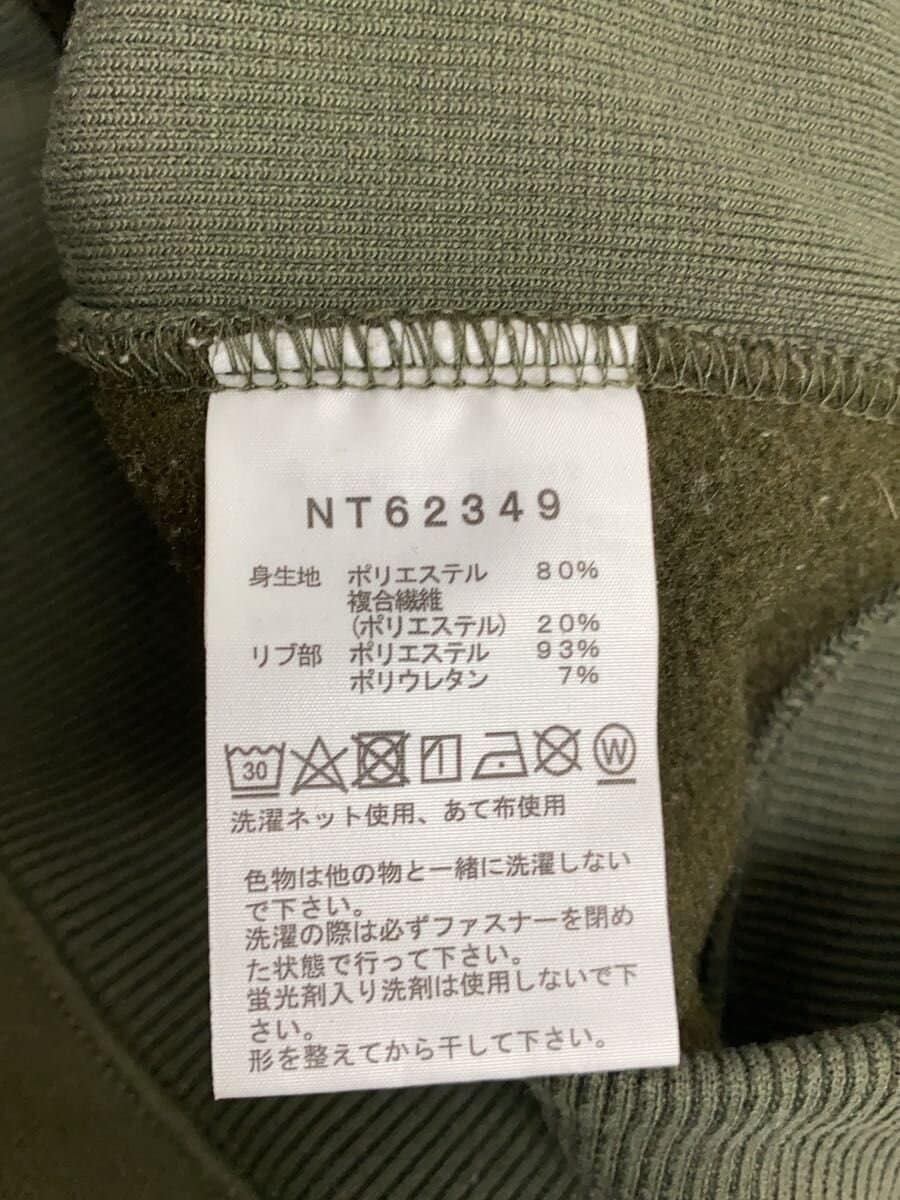 NT62349
身生地 ポリエステル 80%
複合繊維
(ポリエステル) 20%
リブ部 ポリエステル 93%
ポリウレタン 7%
30 W
洗濯ネット使用、あて布使用
色物は他の物と一緒に洗濯しない
で下さい。
洗濯の際は必ずファスナーを閉め
た状態で行って下さい。
蛍光剤入り洗剤は使用しないで下
さい。
形を整えてから干して下さい。